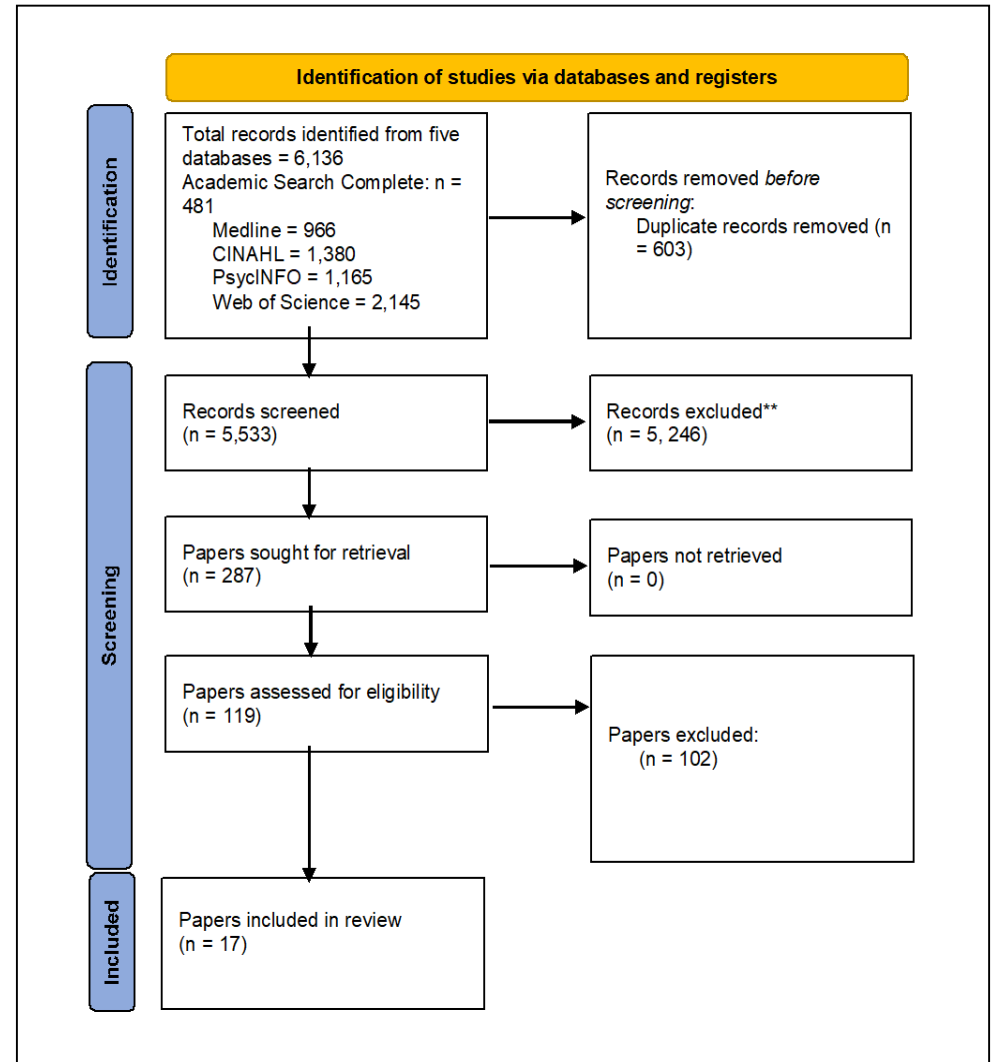 Identification of studies via databases and registers
Identification
Total records identified from five
databases = 6,136
Academic Search Complete: n =
481
Medline = 966
CINAHL = 1,380
PsycINFO = 1,165
Web of Science = 2,145
Records removed before
screening:
Duplicate records removed (n
= 603)
Screening
Records screened
(n = 5,533)
Records excluded**
(n = 5, 246)
Papers sought for retrieval
(n = 287)
Papers not retrieved
(n = 0)
Papers assessed for eligibility
(n = 119)
Papers excluded:
(n = 102)
Included
Papers included in review
(n = 17)